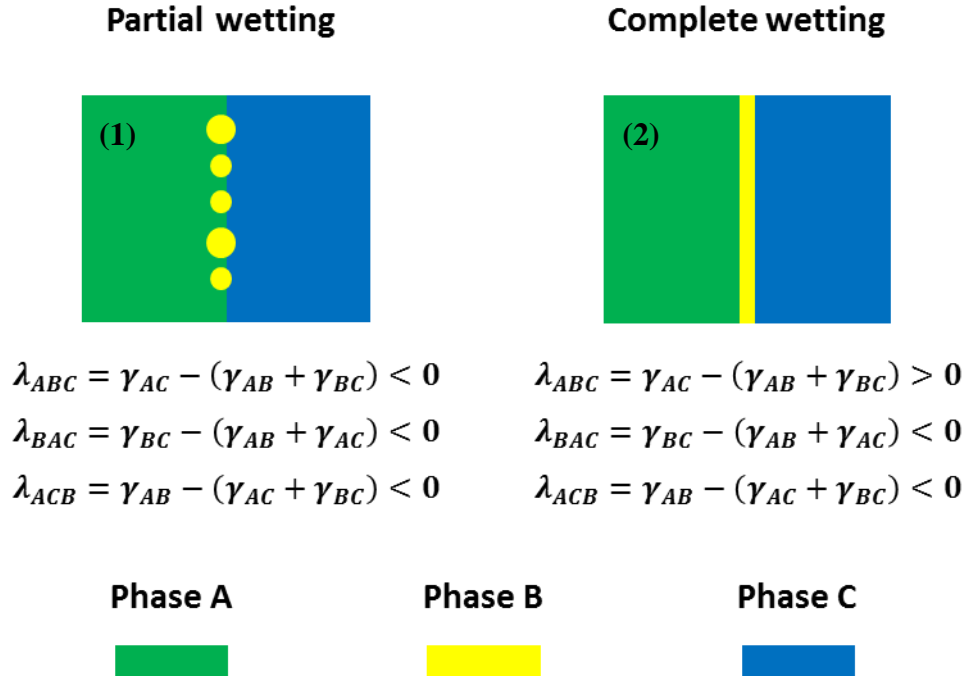 Partial wetting Complete wetting
(1) (2)
λABC = γAC − (γAB + γBC) < 0 λABC = γAC − (γAB + γBC) > 0
λBAC = γBC − (γAB + γAC) < 0 λBAC = γBC − (γAB + γAC) < 0
λACB = γAB − (γAC + γBC) < 0 λACB = γAB − (γAC + γBC) < 0
Phase A Phase B Phase C